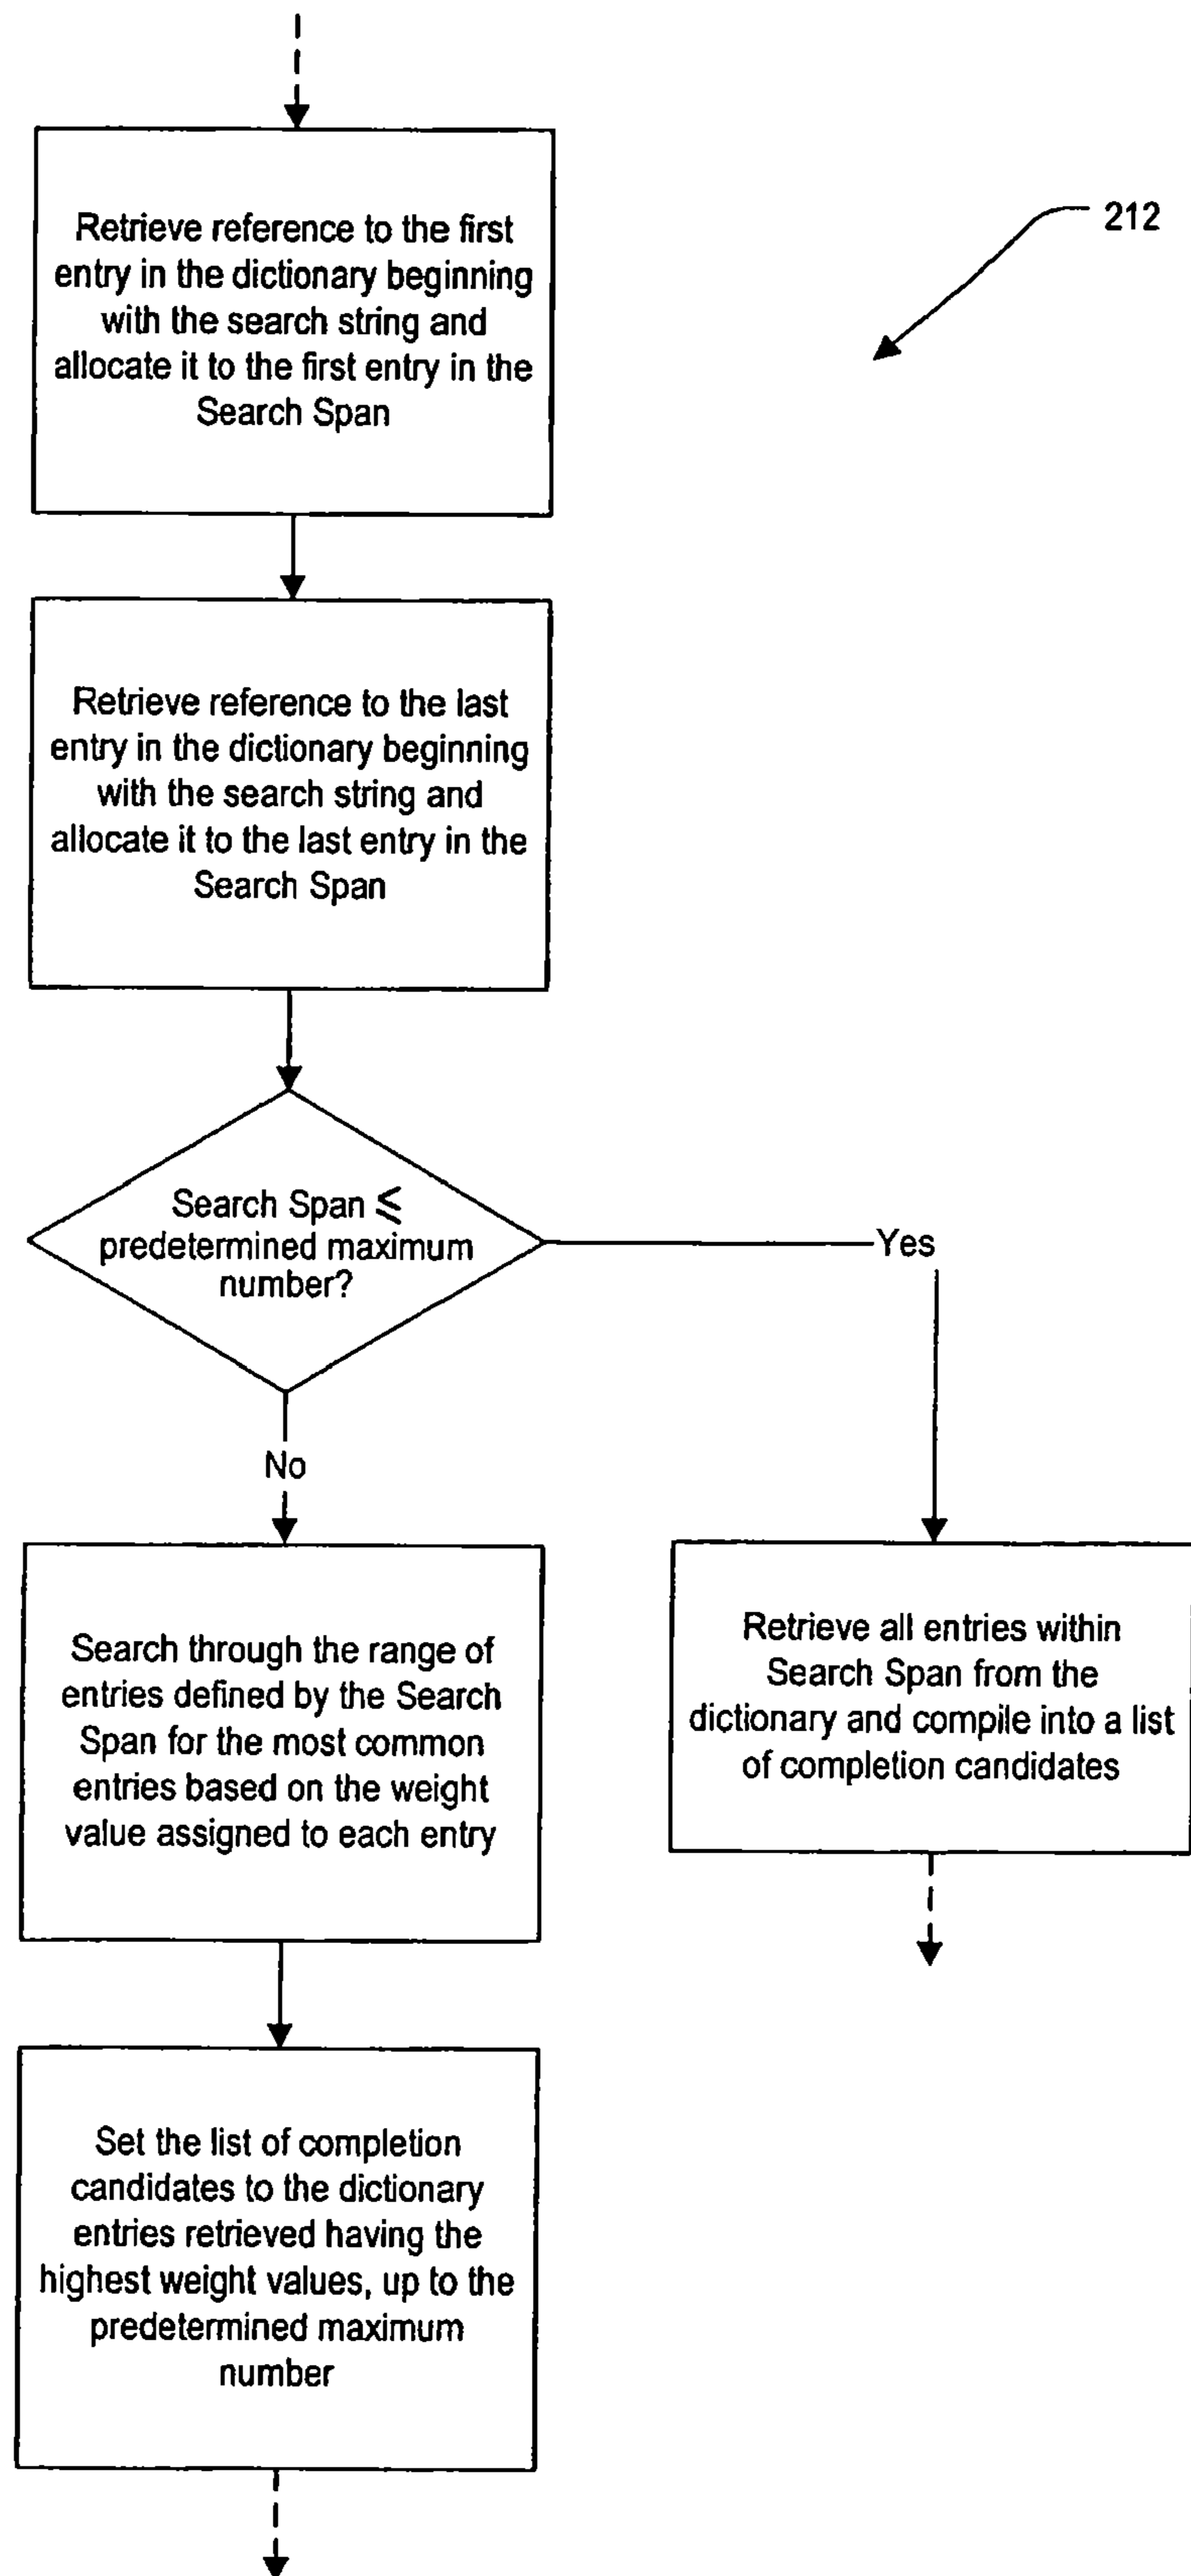 212
Retrieve reference to the first
entry in the dictionary beginning
with the search string and
allocate it to the first entry in the
Search Span
Retrieve reference to the last
entry in the dictionary beginning
with the search string and
allocate it to the last entry in the
Search Span
Search Span ⩽
predetermined maximum
number?
Yes
No
Search through the range of
entries defined by the Search
Span for the most common
entries based on the weight
value assigned to each entry
Retrieve all entries within
Search Span from the
dictionary and compile into a list
of completion candidates
Set the list of completion
candidates to the dictionary
entries retrieved having the
highest weight values, up to the
predetermined maximum
number